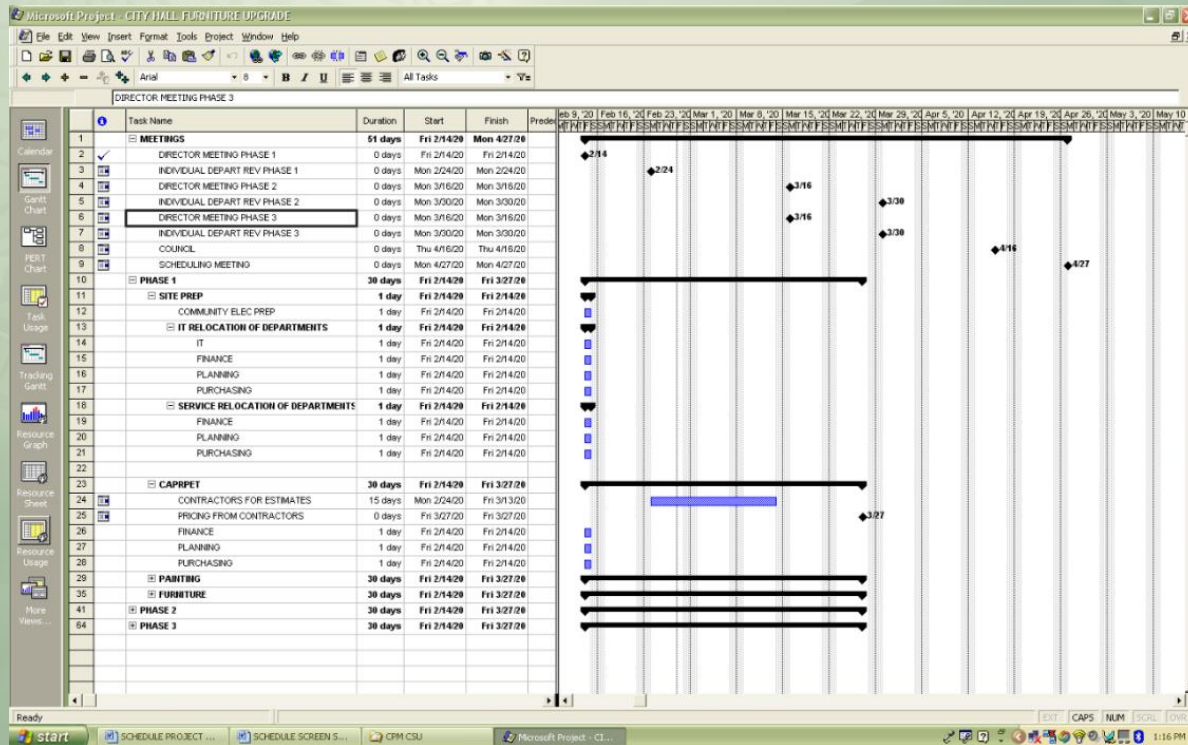 Microsoft Project - CITY HALL FURNITURE UPGRADE
File Edit View Insert Format Tools Project Window Help
Arial 8 B I U All Tasks
DIRECTOR MEETING PHASE 3
Task Name Duration Start Finish Predec
eb 9, '20 Feb 16, '20 Feb 23, '20 Mar 1, '20 Mar 8, '20 Mar 15, '20 Mar 22, '20 Mar 29, '20 Apr 5, '20 Apr 12, '20 Apr 19, '20 Apr 26, '20 May 3, '20 May 10
1 MEETINGS 51 days Fri 2/14/20 Mon 4/27/20
2 DIRECTOR MEETING PHASE 1 0 days Fri 2/14/20 Fri 2/14/20 2/14
3 INDIVIDUAL DEPART REV PHASE 1 0 days Mon 2/24/20 Mon 2/24/20 2/24
4 DIRECTOR MEETING PHASE 2 0 days Mon 3/16/20 Mon 3/16/20 3/16
5 INDIVIDUAL DEPART REV PHASE 2 0 days Mon 3/30/20 Mon 3/30/20 3/30
6 DIRECTOR MEETING PHASE 3 0 days Mon 3/16/20 Mon 3/16/20 3/16
7 INDIVIDUAL DEPART REV PHASE 3 0 days Mon 3/30/20 Mon 3/30/20 3/30
8 COUNCIL 0 days Thu 4/16/20 Thu 4/16/20 4/16
9 SCHEDULING MEETING 0 days Mon 4/27/20 Mon 4/27/20 4/27
10 PHASE 1 30 days Fri 2/14/20 Fri 3/27/20
11 SITE PREP 1 day Fri 2/14/20 Fri 2/14/20
12 COMMUNITY ELEC PREP 1 day Fri 2/14/20 Fri 2/14/20
13 IT RELOCATION OF DEPARTMENTS 1 day Fri 2/14/20 Fri 2/14/20
14 IT 1 day Fri 2/14/20 Fri 2/14/20
15 FINANCE 1 day Fri 2/14/20 Fri 2/14/20
16 PLANNING 1 day Fri 2/14/20 Fri 2/14/20
17 PURCHASING 1 day Fri 2/14/20 Fri 2/14/20
18 SERVICE RELOCATION OF DEPARTMENTS 1 day Fri 2/14/20 Fri 2/14/20
19 FINANCE 1 day Fri 2/14/20 Fri 2/14/20
20 PLANNING 1 day Fri 2/14/20 Fri 2/14/20
21 PURCHASING 1 day Fri 2/14/20 Fri 2/14/20
22
23 CAPRPET 30 days Fri 2/14/20 Fri 3/27/20
24 CONTRACTORS FOR ESTIMATES 15 days Mon 2/24/20 Fri 3/13/20
25 PRICING FROM CONTRACTORS 0 days Fri 3/27/20 Fri 3/27/20 3/27
26 FINANCE 1 day Fri 2/14/20 Fri 2/14/20
27 PLANNING 1 day Fri 2/14/20 Fri 2/14/20
28 PURCHASING 1 day Fri 2/14/20 Fri 2/14/20
29 PAINTING 30 days Fri 2/14/20 Fri 3/27/20
35 FURNITURE 30 days Fri 2/14/20 Fri 3/27/20
41 PHASE 2 30 days Fri 2/14/20 Fri 3/27/20
64 PHASE 3 30 days Fri 2/14/20 Fri 3/27/20
Calendar
Gantt
Chart
PERT
Chart
Task
Usage
Tracking
Gantt
Resource
Graph
Resource
Sheet
Resource
Usage
More
Views...
Ready EXT CAPS NUM SCRL OVR
start SCHEDULE PROJECT ... SCHEDULE SCREEN S... CPM CSU Microsoft Project - CI... 1:16 PM